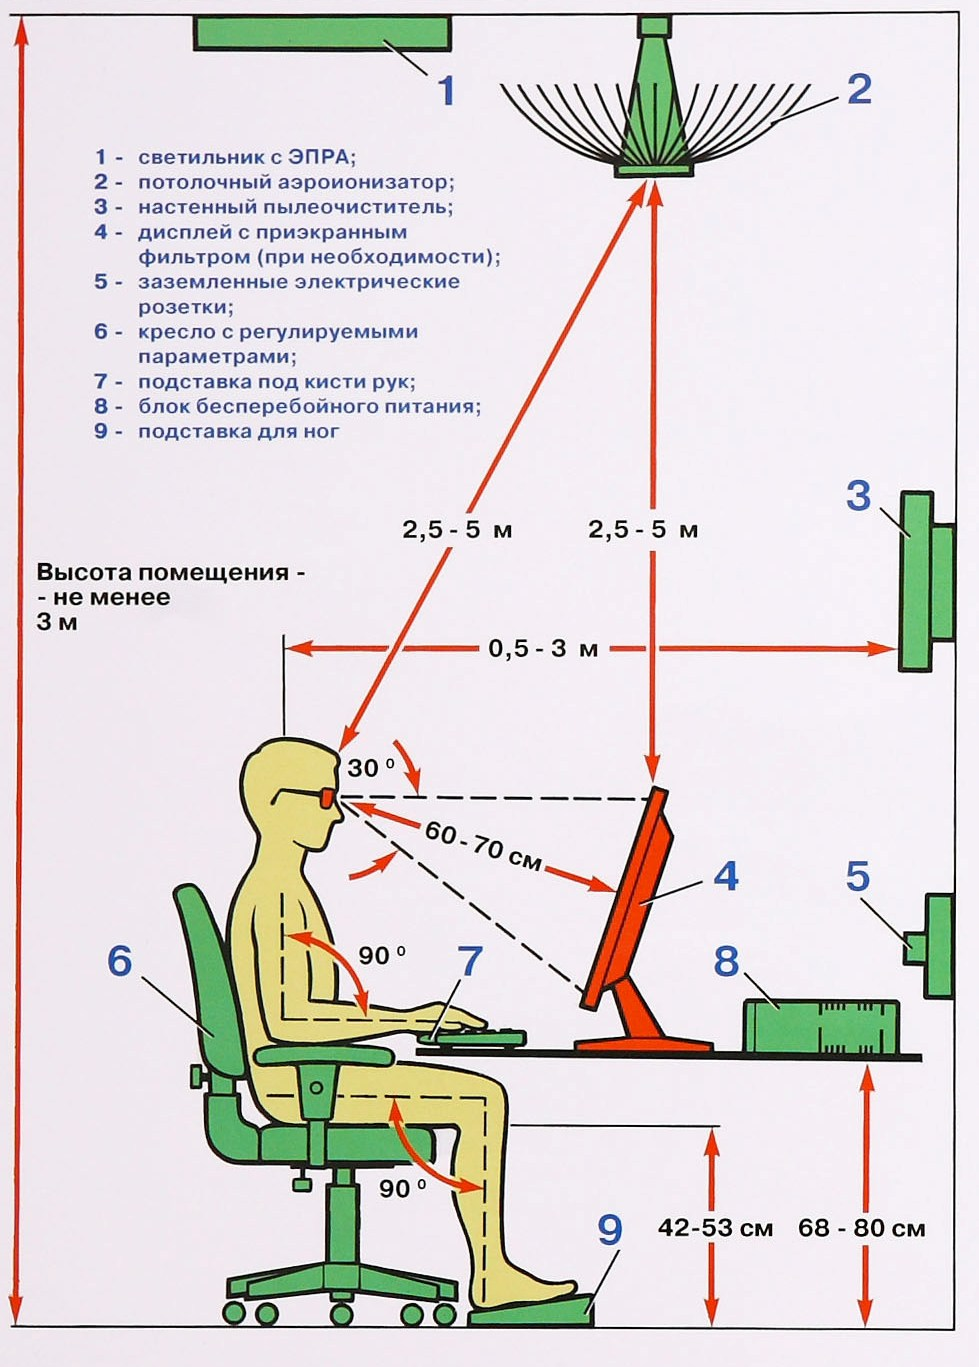 1
2
1 - светильник с ЭПРА;
2 - потолочный аэроионизатор;
3 - настенный пылеочиститель;
4 - дисплей с приэкранным
фильтром (при необходимости);
5 - заземленные электрические
розетки;
6 - кресло с регулируемыми
параметрами;
7 - подставка под кисти рук;
8 - блок бесперебойного питания;
9 - подставка для ног
3
2,5 - 5 м
2,5 - 5 м
Высота помещения -
- не менее
3 м
0,5 - 3 м
30 º
60 - 70 см
4
5
6
90 º
7
8
90 º
9
42-53 см
68 - 80 см